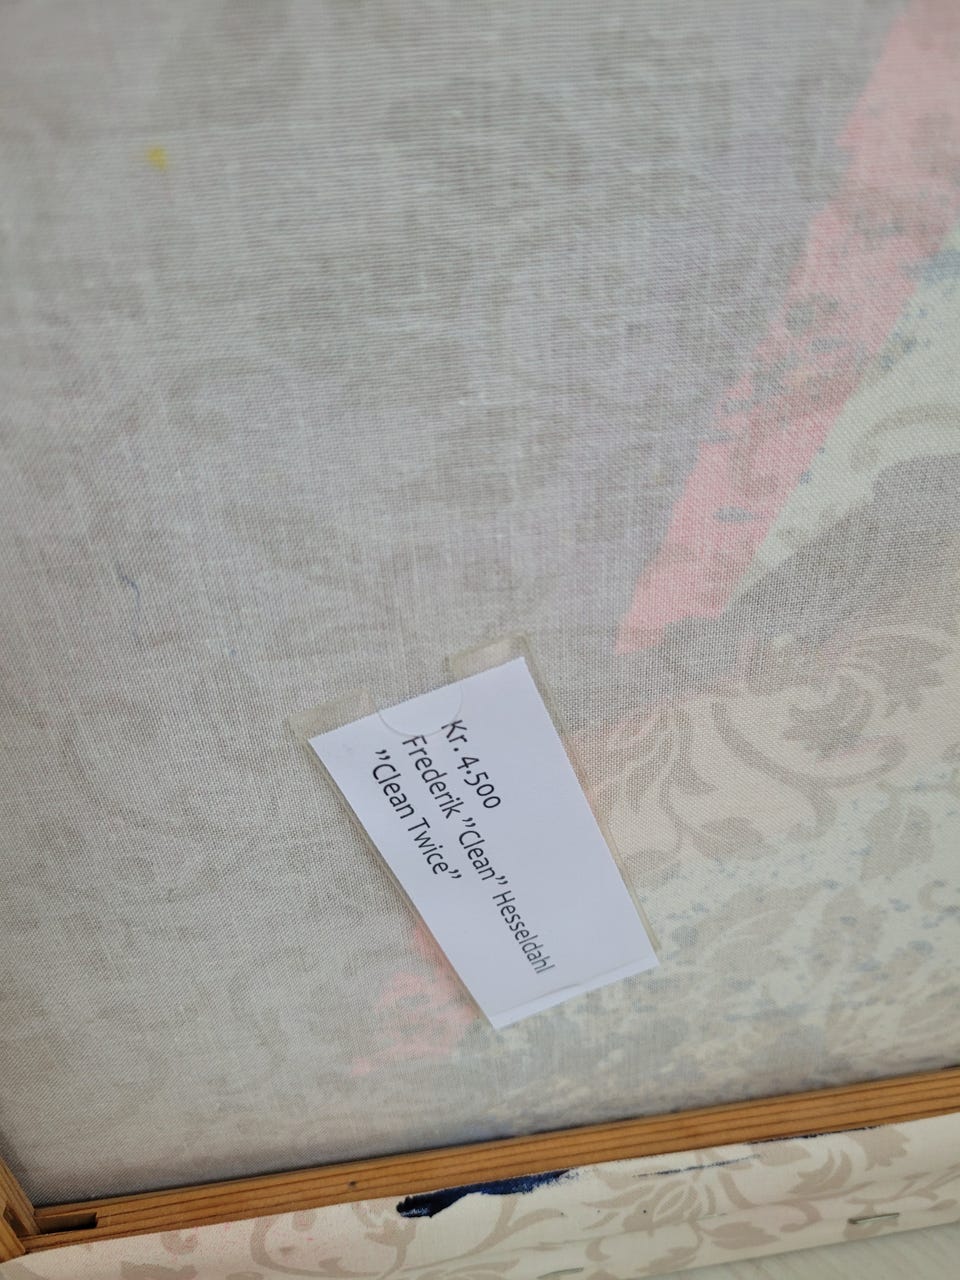 Kr. 4.500
Frederik ”Clean” Hesseldahl
”Clean Twice”